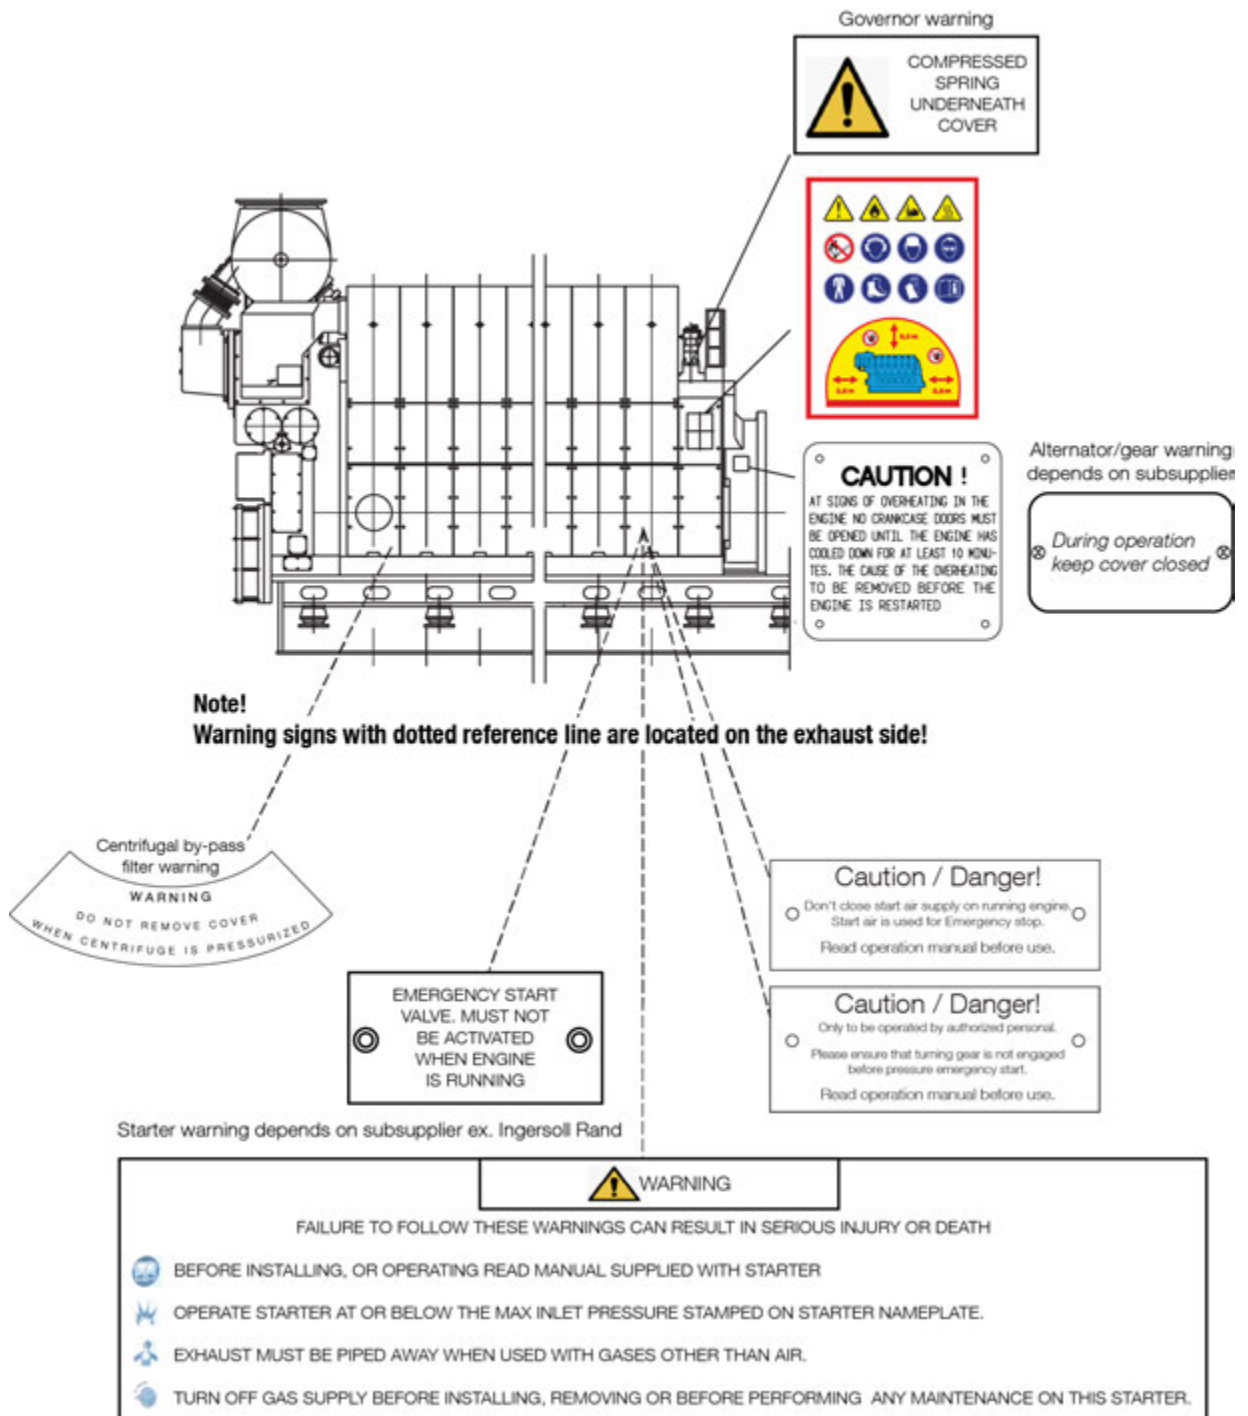 Governor warning
COMPRESSED
SPRING
UNDERNEATH
COVER
CAUTION !
AT SIGNS OF OVERHEATING IN THE
ENGINE NO CRANKCASE DOORS MUST
BE OPENED UNTIL THE ENGINE HAS
COOLED DOWN FOR AT LEAST 10 MINU-
TES. THE CAUSE OF THE OVERHEATING
TO BE REMOVED BEFORE THE
ENGINE IS RESTARTED
Alternator/gear warning
depends on subsupplier
During operation
keep cover closed
Note!
Warning signs with dotted reference line are located on the exhaust side!
Centrifugal by-pass
filter warning
WARNING
DO NOT REMOVE COVER
WHEN CENTRIFUGE IS PRESSURIZED
EMERGENCY START
VALVE. MUST NOT
BE ACTIVATED
WHEN ENGINE
IS RUNNING
Caution / Danger!
Don't close start air supply on running engine.
Start air is used for Emergency stop.
Read operation manual before use.
Caution / Danger!
Only to be operated by authorized personal.
Please ensure that turning gear is not engaged
before pressure emergency start.
Read operation manual before use.
Starter warning depends on subsupplier ex. Ingersoll Rand
WARNING
FAILURE TO FOLLOW THESE WARNINGS CAN RESULT IN SERIOUS INJURY OR DEATH
BEFORE INSTALLING, OR OPERATING READ MANUAL SUPPLIED WITH STARTER
OPERATE STARTER AT OR BELOW THE MAX INLET PRESSURE STAMPED ON STARTER NAMEPLATE.
EXHAUST MUST BE PIPED AWAY WHEN USED WITH GASES OTHER THAN AIR.
TURN OFF GAS SUPPLY BEFORE INSTALLING, REMOVING OR BEFORE PERFORMING ANY MAINTENANCE ON THIS STARTER.